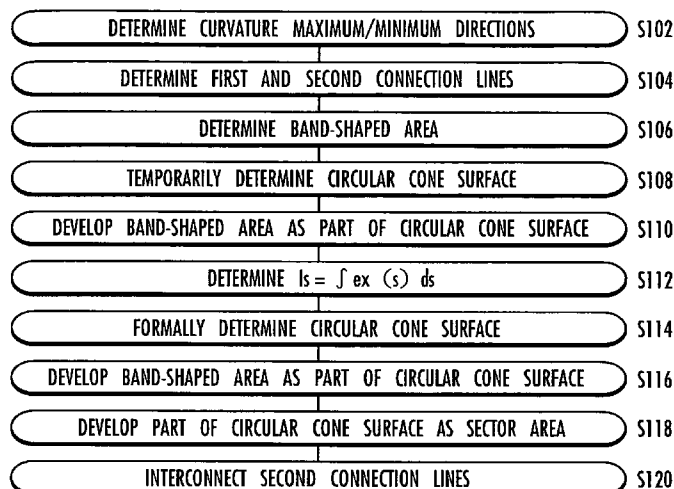 DETERMINE CURVATURE MAXIMUM/MINIMUM DIRECTIONS S102
DETERMINE FIRST AND SECOND CONNECTION LINES S104
DETERMINE BAND-SHAPED AREA S106
TEMPORARILY DETERMINE CIRCULAR CONE SURFACE S108
DEVELOP BAND-SHAPED AREA AS PART OF CIRCULAR CONE SURFACE S110
DETERMINE Is = ∫ ex (s) ds S112
FORMALLY DETERMINE CIRCULAR CONE SURFACE S114
DEVELOP BAND-SHAPED AREA AS PART OF CIRCULAR CONE SURFACE S116
DEVELOP PART OF CIRCULAR CONE SURFACE AS SECTOR AREA S118
INTERCONNECT SECOND CONNECTION LINES S120